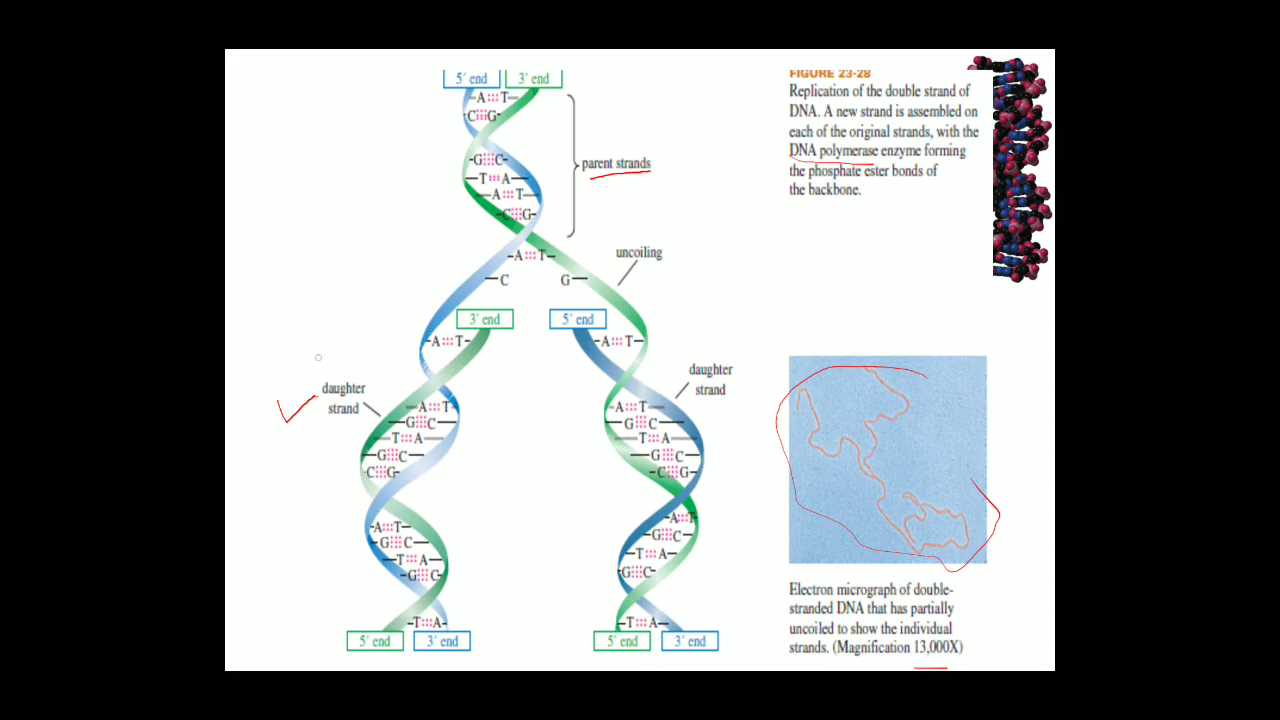 5′ end 3′ end
A T
C G
G C
T A
A T
C G
parent strands
A T
C G
uncoiling
3′ end 5′ end
A T
A T
daughter
strand
daughter
strand
A T
G C
T A
G C
C G
A T
G C
T A
G C
C G
A T
G C
T A
G C
T A
A T
G C
T A
G C
T A
5′ end 3′ end
5′ end 3′ end
FIGURE 23-28
Replication of the double strand of
DNA. A new strand is assembled on
each of the original strands, with the
DNA polymerase enzyme forming
the phosphate ester bonds of
the backbone.
Electron micrograph of double-
stranded DNA that has partially
uncoiled to show the individual
strands. (Magnification 13,000X)